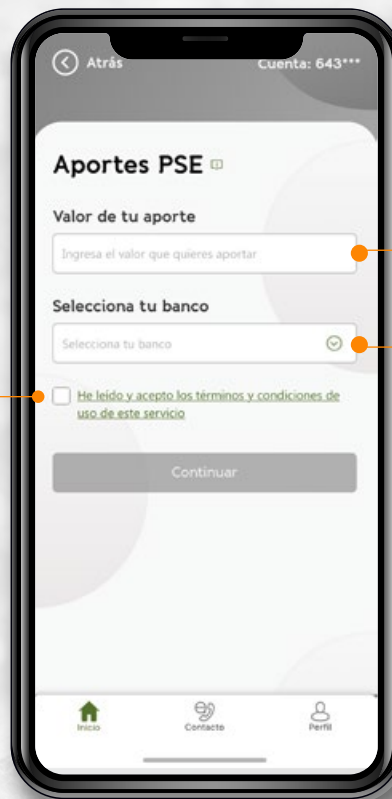 Atrás
Cuenta: 643***
Aportes PSE
Valor de tu aporte
Ingresa el valor que quieres aportar
Selecciona tu banco
Selecciona tu banco
He leído y acepto los términos y condiciones de
uso de este servicio
Continuar
Inicio
Contacto
Perfil